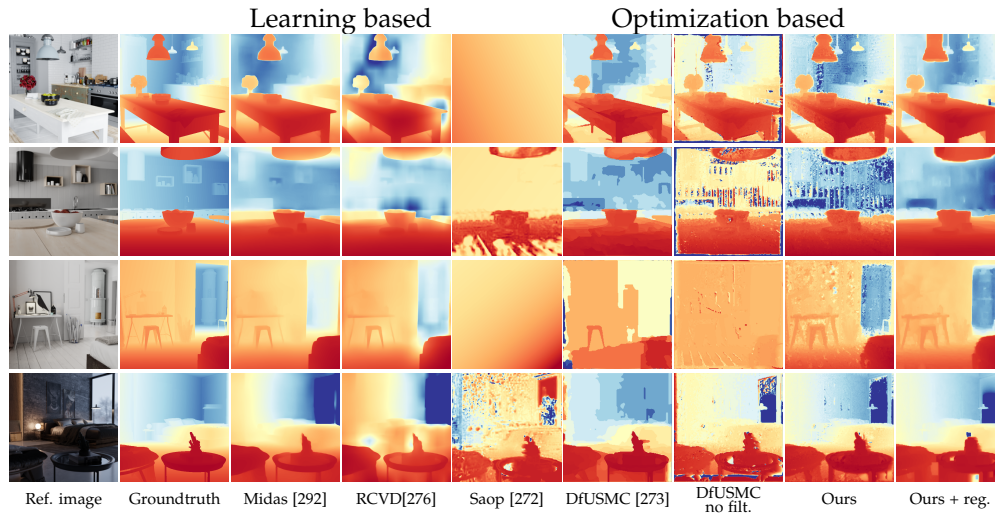 Learning based
Optimization based
Ref. image
Groundtruth
Midas [292]
RCVD[276]
Saop [272]
DfUSMC [273]
DfUSMC
no filt.
Ours
Ours + reg.